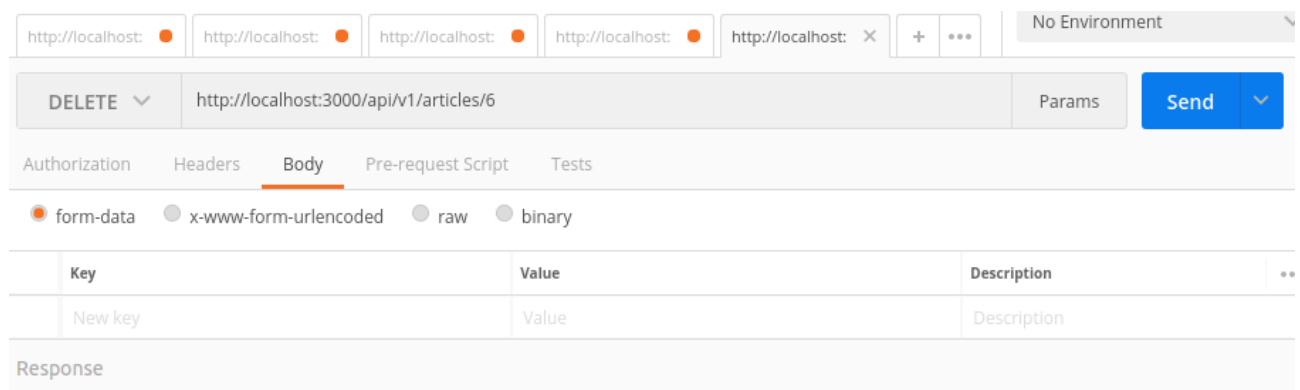 http://localhost: http://localhost: http://localhost: http://localhost: http://localhost: × + ••• No Environment
DELETE http://localhost:3000/api/v1/articles/6 Params Send
Authorization Headers Body Pre-request Script Tests
form-data x-www-form-urlencoded raw binary
Key Value Description
New key Value Description
Response